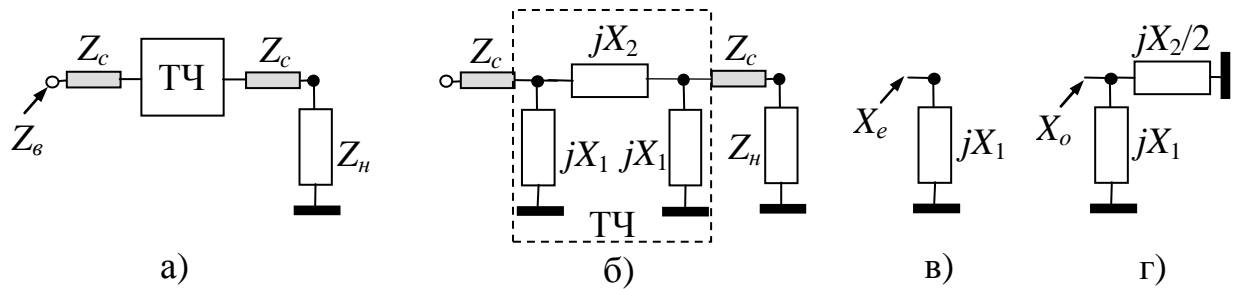 Z_c Z_c Z_c jX_2 Z_c jX_2/2
ТЧ
Z_в Z_н jX_1 jX_1 Z_н X_e jX_1 X_o jX_1
ТЧ
а) б) в) г)